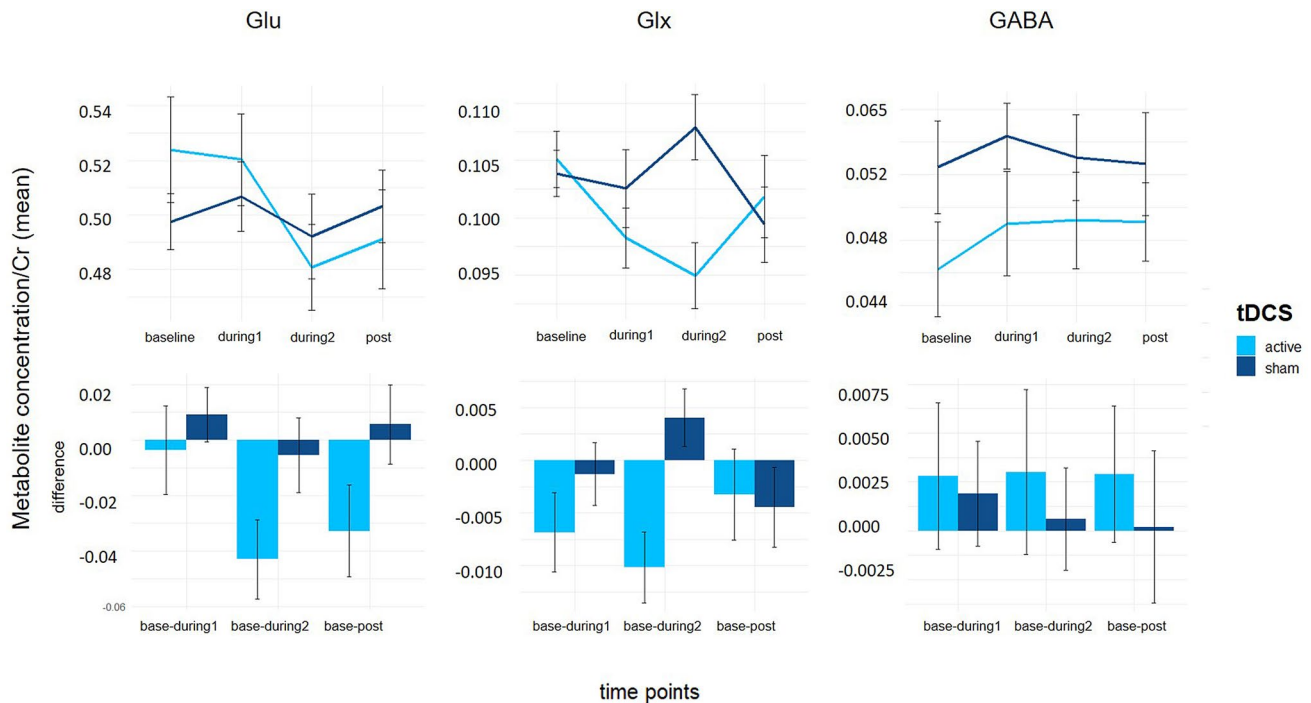 Glu Glx GABA
Metabolite concentration/Cr (mean)
0.54
0.52
0.50
0.48
baseline during1 during2 post
0.110
0.105
0.100
0.095
baseline during1 during2 post
0.065
0.052
0.048
0.044
baseline during1 during2 post
tDCS
active
sham
difference
0.02
0.00
-0.02
-0.04
-0.06
base-during1 base-during2 base-post
0.005
0.000
-0.005
-0.010
base-during1 base-during2 base-post
0.0075
0.0050
0.0025
0.000
-0.0025
base-during1 base-during2 base-post
time points